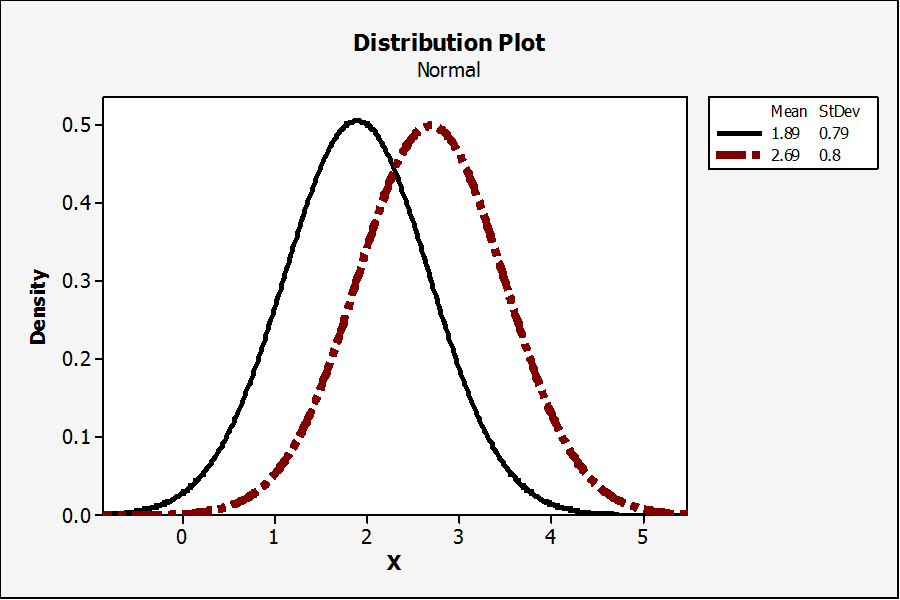 Distribution Plot
Normal
Mean StDev
1.89 0.79
2.69 0.8
Density
0.5
0.4
0.3
0.2
0.1
0.0
0 1 2 3 4 5
X